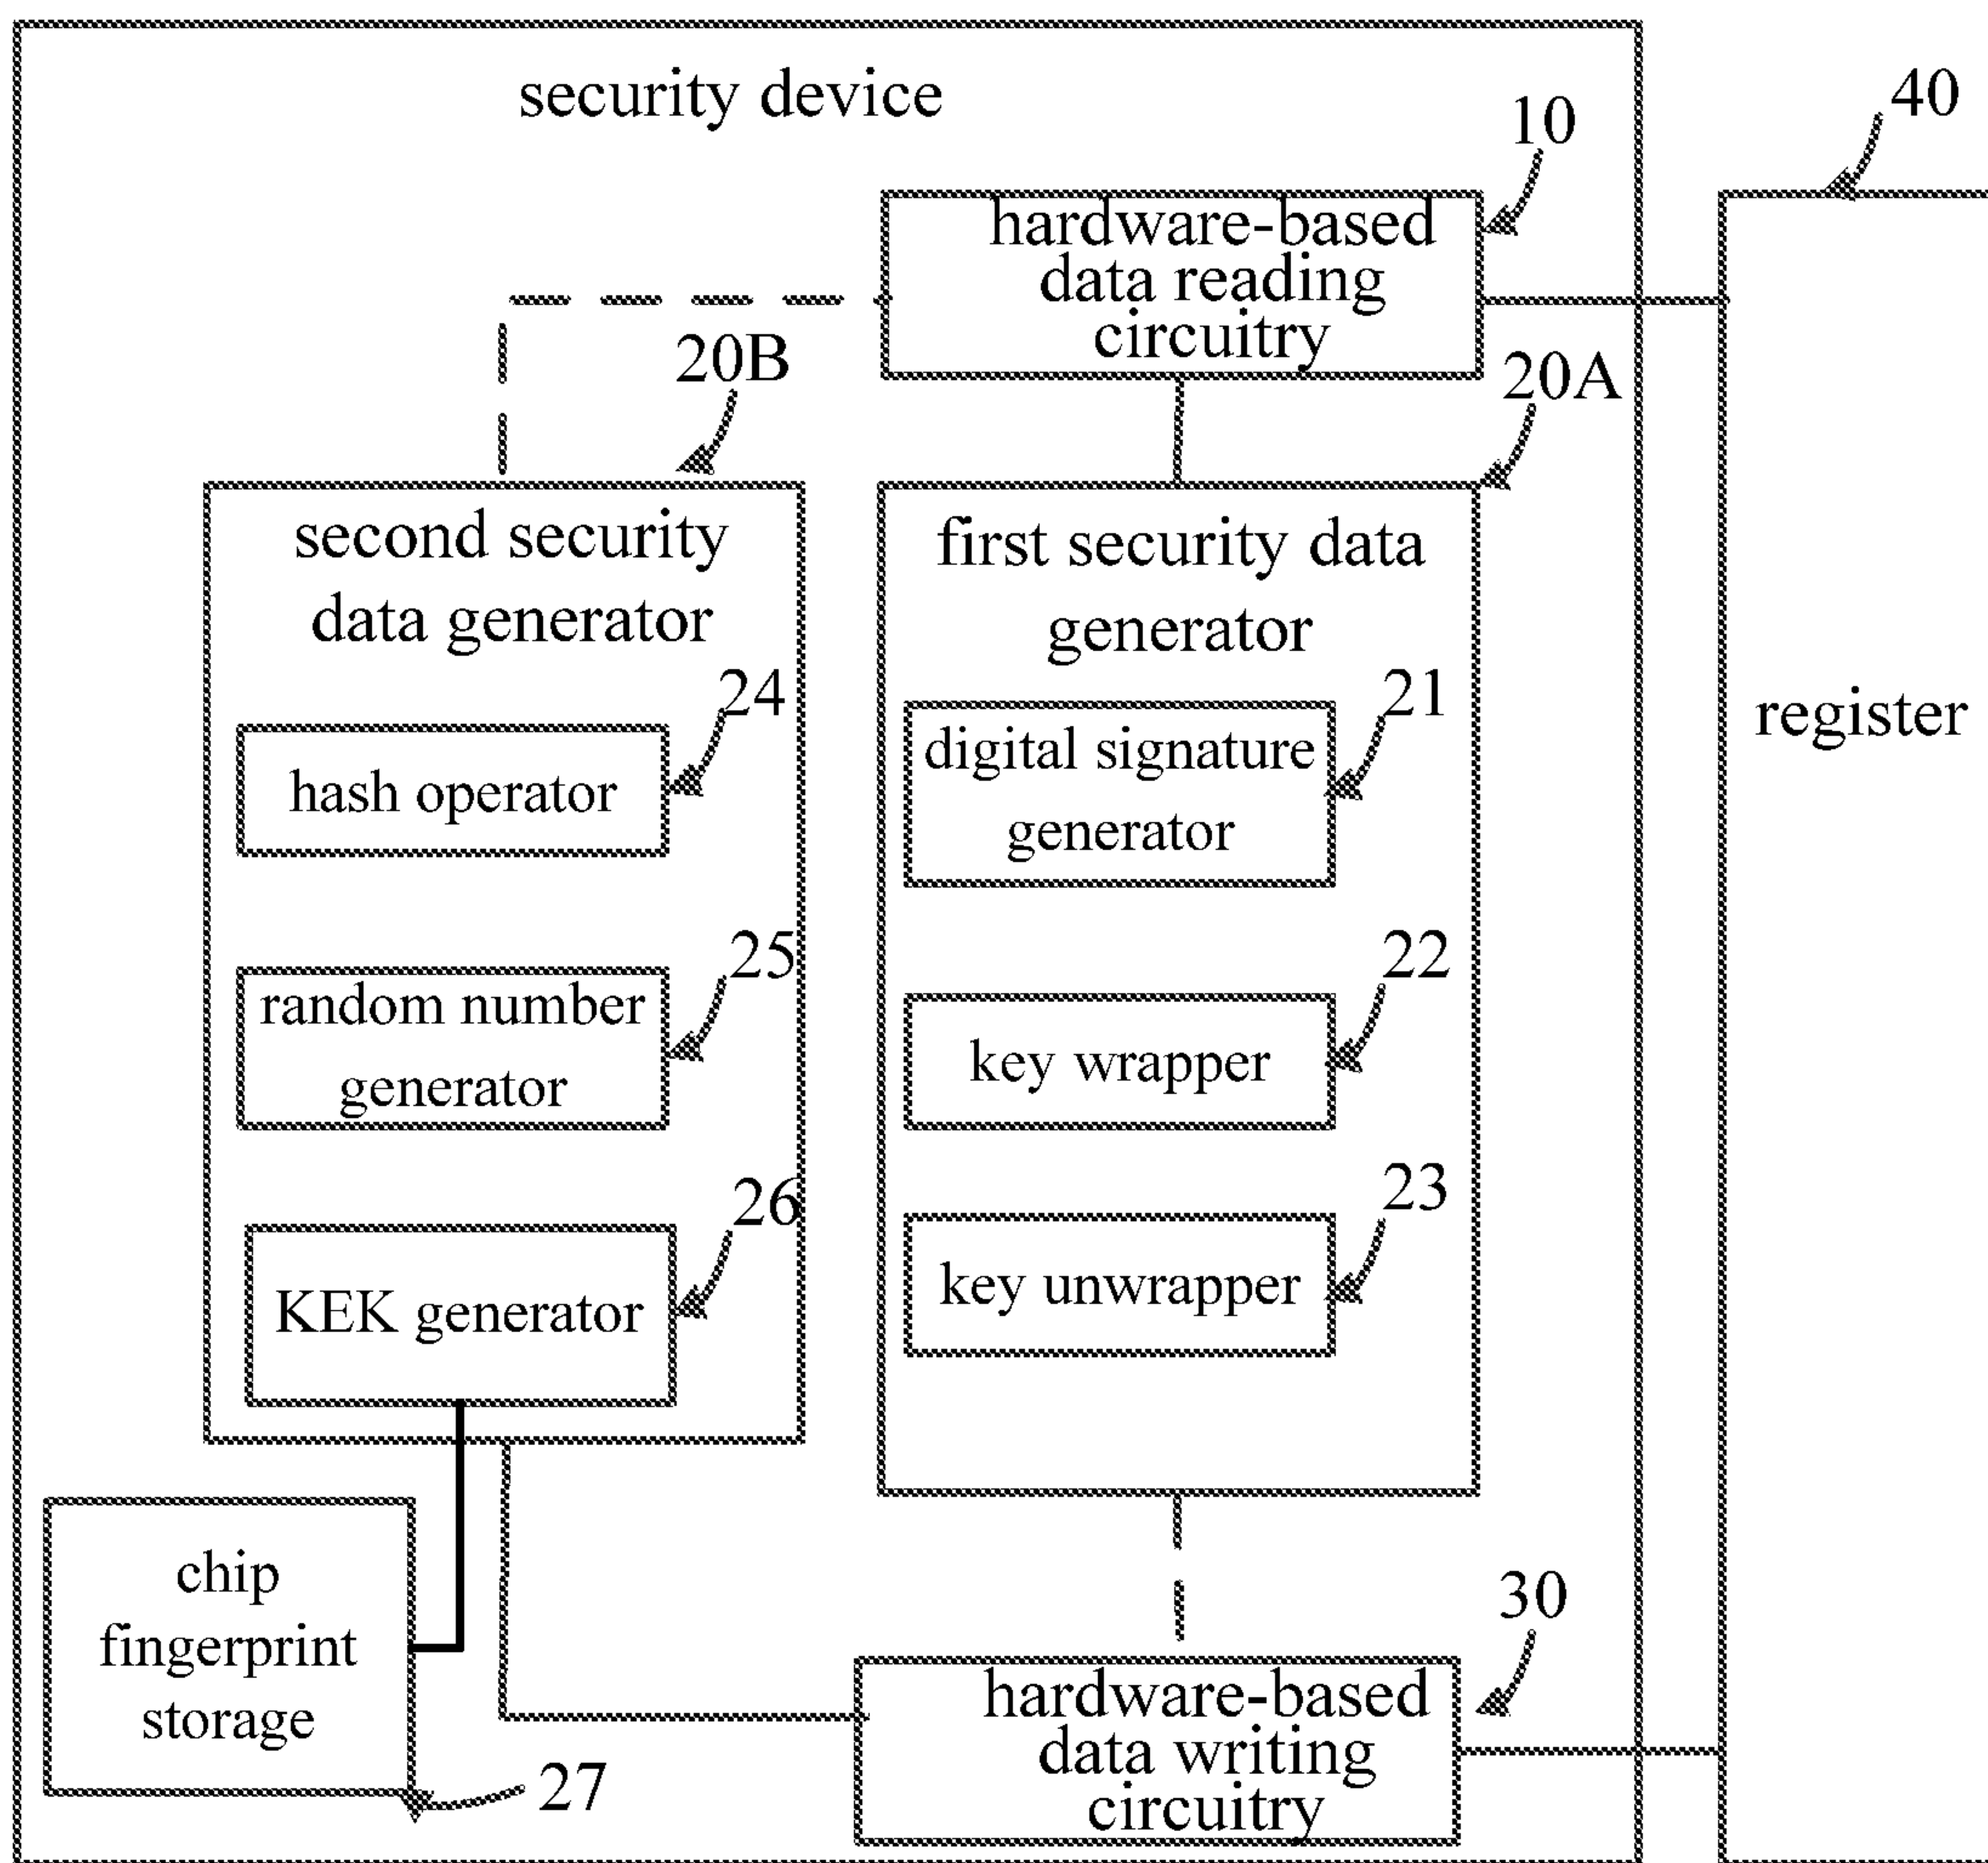 security device
10
40
hardware-based
data reading
circuitry
20B
20A
second security
data generator
first security data
generator
24
21
hash operator
digital signature
generator
register
25
22
random number
generator
key wrapper
26
23
KEK generator
key unwrapper
chip
fingerprint
storage
27
30
hardware-based
data writing
circuitry